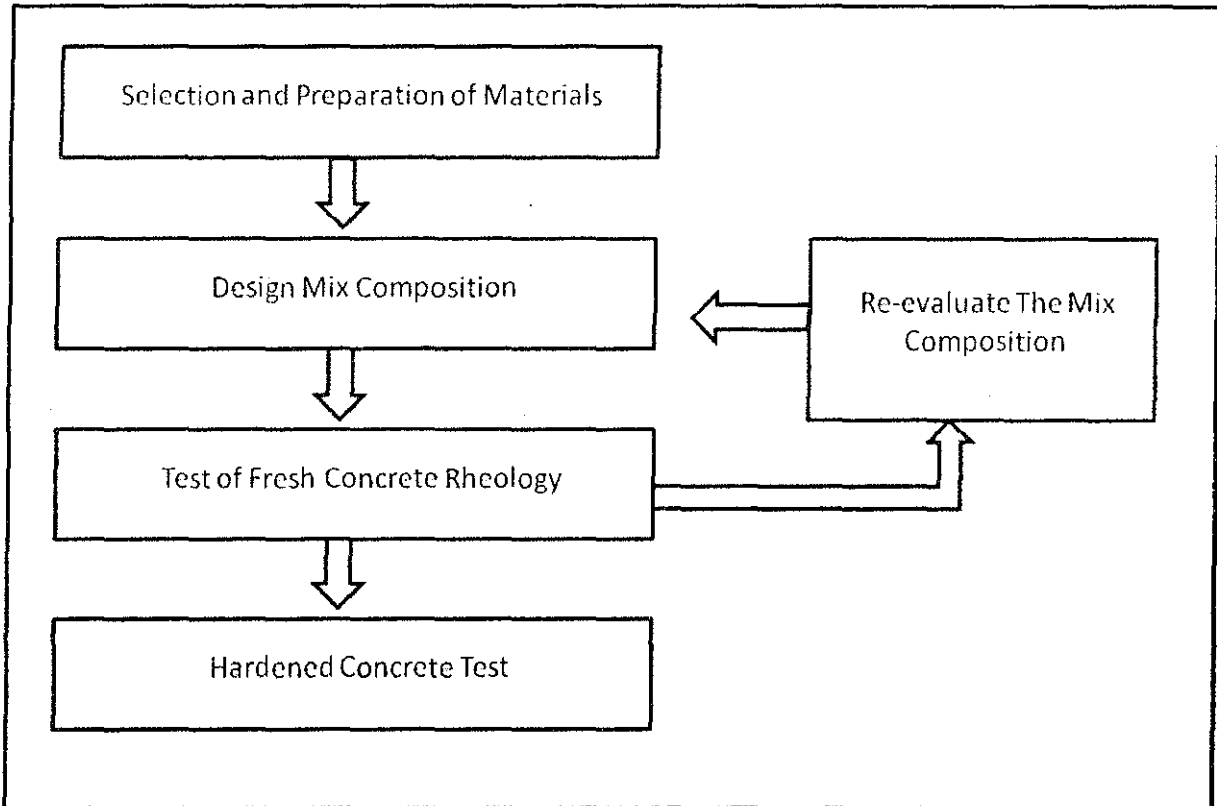 Selection and Preparation of Materials
Design Mix Composition
Re-evaluate The Mix
Composition
Test of Fresh Concrete Rheology
Hardened Concrete Test